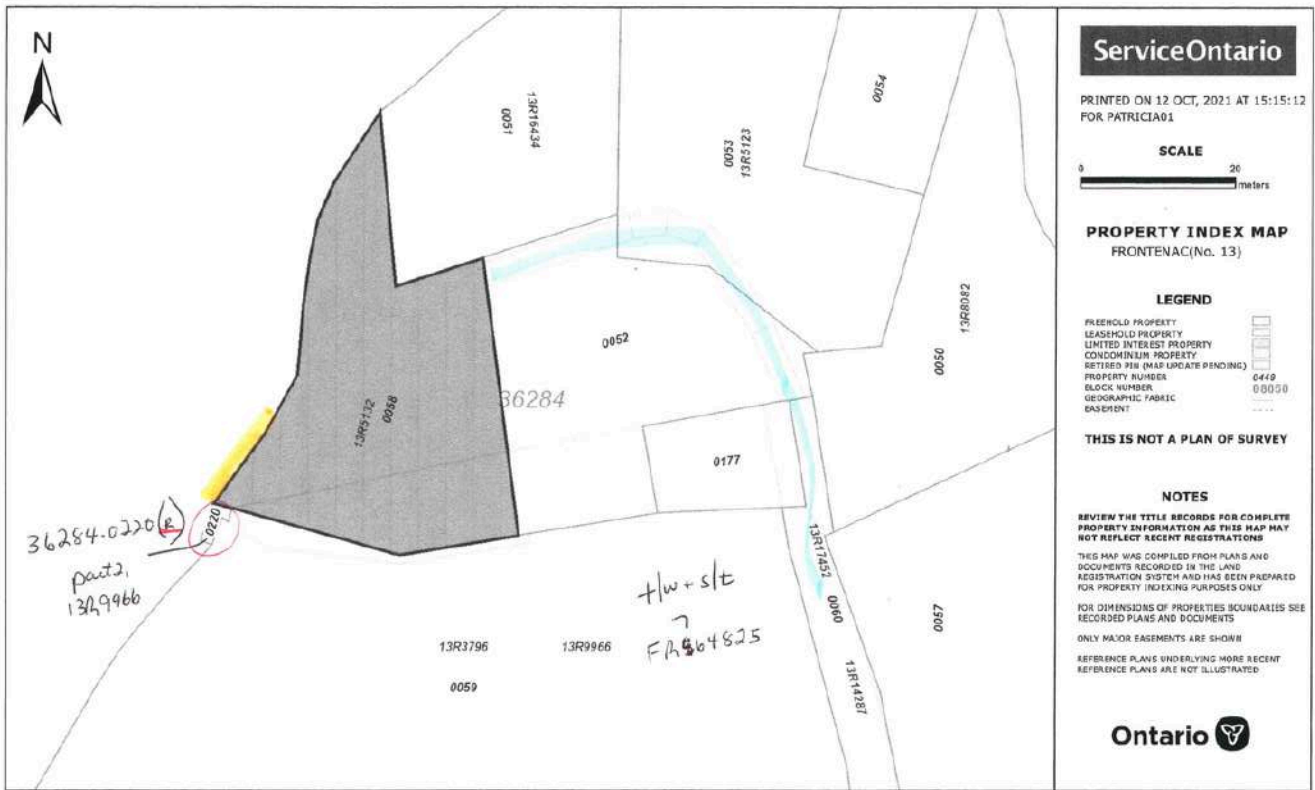 N
13R16434
0051
0053
13R5123
0054
0052
13R8082
0050
13R5132
0058
36284
0177
0220
36284-0220 (R)
part 2,
13R9966
t/w + s/t
FR864825
13R17452
0060
0057
13R3796
13R9966
0059
13R14287
ServiceOntario
PRINTED ON 12 OCT, 2021 AT 15:15:12
FOR PATRICIA01
SCALE
0 20
meters
PROPERTY INDEX MAP
FRONTENAC(No. 13)
LEGEND
FREEHOLD PROPERTY
LEASEHOLD PROPERTY
LIMITED INTEREST PROPERTY
CONDOMINIUM PROPERTY
RETIRED PIN (MAP UPDATE PENDING)
PROPERTY NUMBER 0449
BLOCK NUMBER 08050
GEOGRAPHIC FABRIC
EASEMENT
THIS IS NOT A PLAN OF SURVEY
NOTES
REVIEW THE TITLE RECORDS FOR COMPLETE
PROPERTY INFORMATION AS THIS MAP MAY
NOT REFLECT RECENT REGISTRATIONS
THIS MAP WAS COMPILED FROM PLANS AND
DOCUMENTS RECORDED IN THE LAND
REGISTRATION SYSTEM AND HAS BEEN PREPARED
FOR PROPERTY INDEXING PURPOSES ONLY
FOR DIMENSIONS OF PROPERTIES BOUNDARIES SEE
RECORDED PLANS AND DOCUMENTS
ONLY MAJOR EASEMENTS ARE SHOWN
REFERENCE PLANS UNDERLYING MORE RECENT
REFERENCE PLANS ARE NOT ILLUSTRATED
Ontario